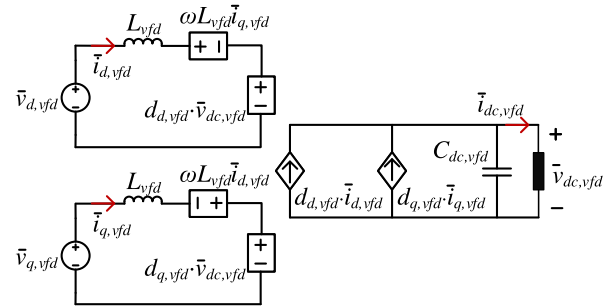 L_vfd ωL_vfd ī_q,vfd
+ −
ī_d,vfd
v̄_d,vfd
d_d,vfd·v̄_dc,vfd
+
−
+
−
L_vfd ωL_vfd ī_d,vfd
− +
ī_q,vfd
v̄_q,vfd
d_q,vfd·v̄_dc,vfd
+
−
+
−
ī_dc,vfd
C_dc,vfd
d_d,vfd·ī_d,vfd
d_q,vfd·ī_q,vfd
+
v̄_dc,vfd
−